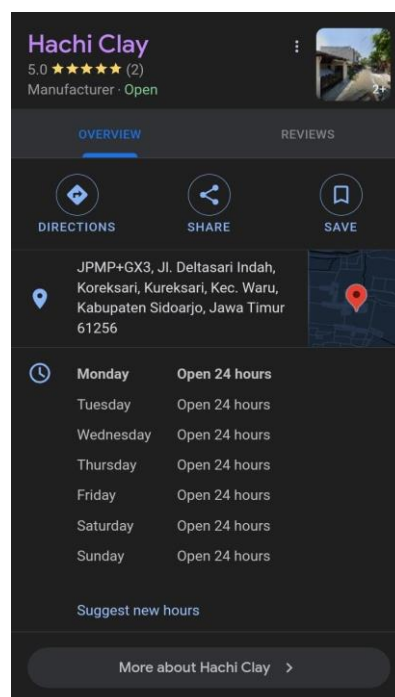 Hachi Clay
5.0 ★★★★★ (2)
Manufacturer · Open
2+
OVERVIEW
REVIEWS
DIRECTIONS
SHARE
SAVE
JPMP+GX3, Jl. Deltasari Indah,
Koreksari, Kureksari, Kec. Waru,
Kabupaten Sidoarjo, Jawa Timur
61256
Monday Open 24 hours
Tuesday Open 24 hours
Wednesday Open 24 hours
Thursday Open 24 hours
Friday Open 24 hours
Saturday Open 24 hours
Sunday Open 24 hours
Suggest new hours
More about Hachi Clay >